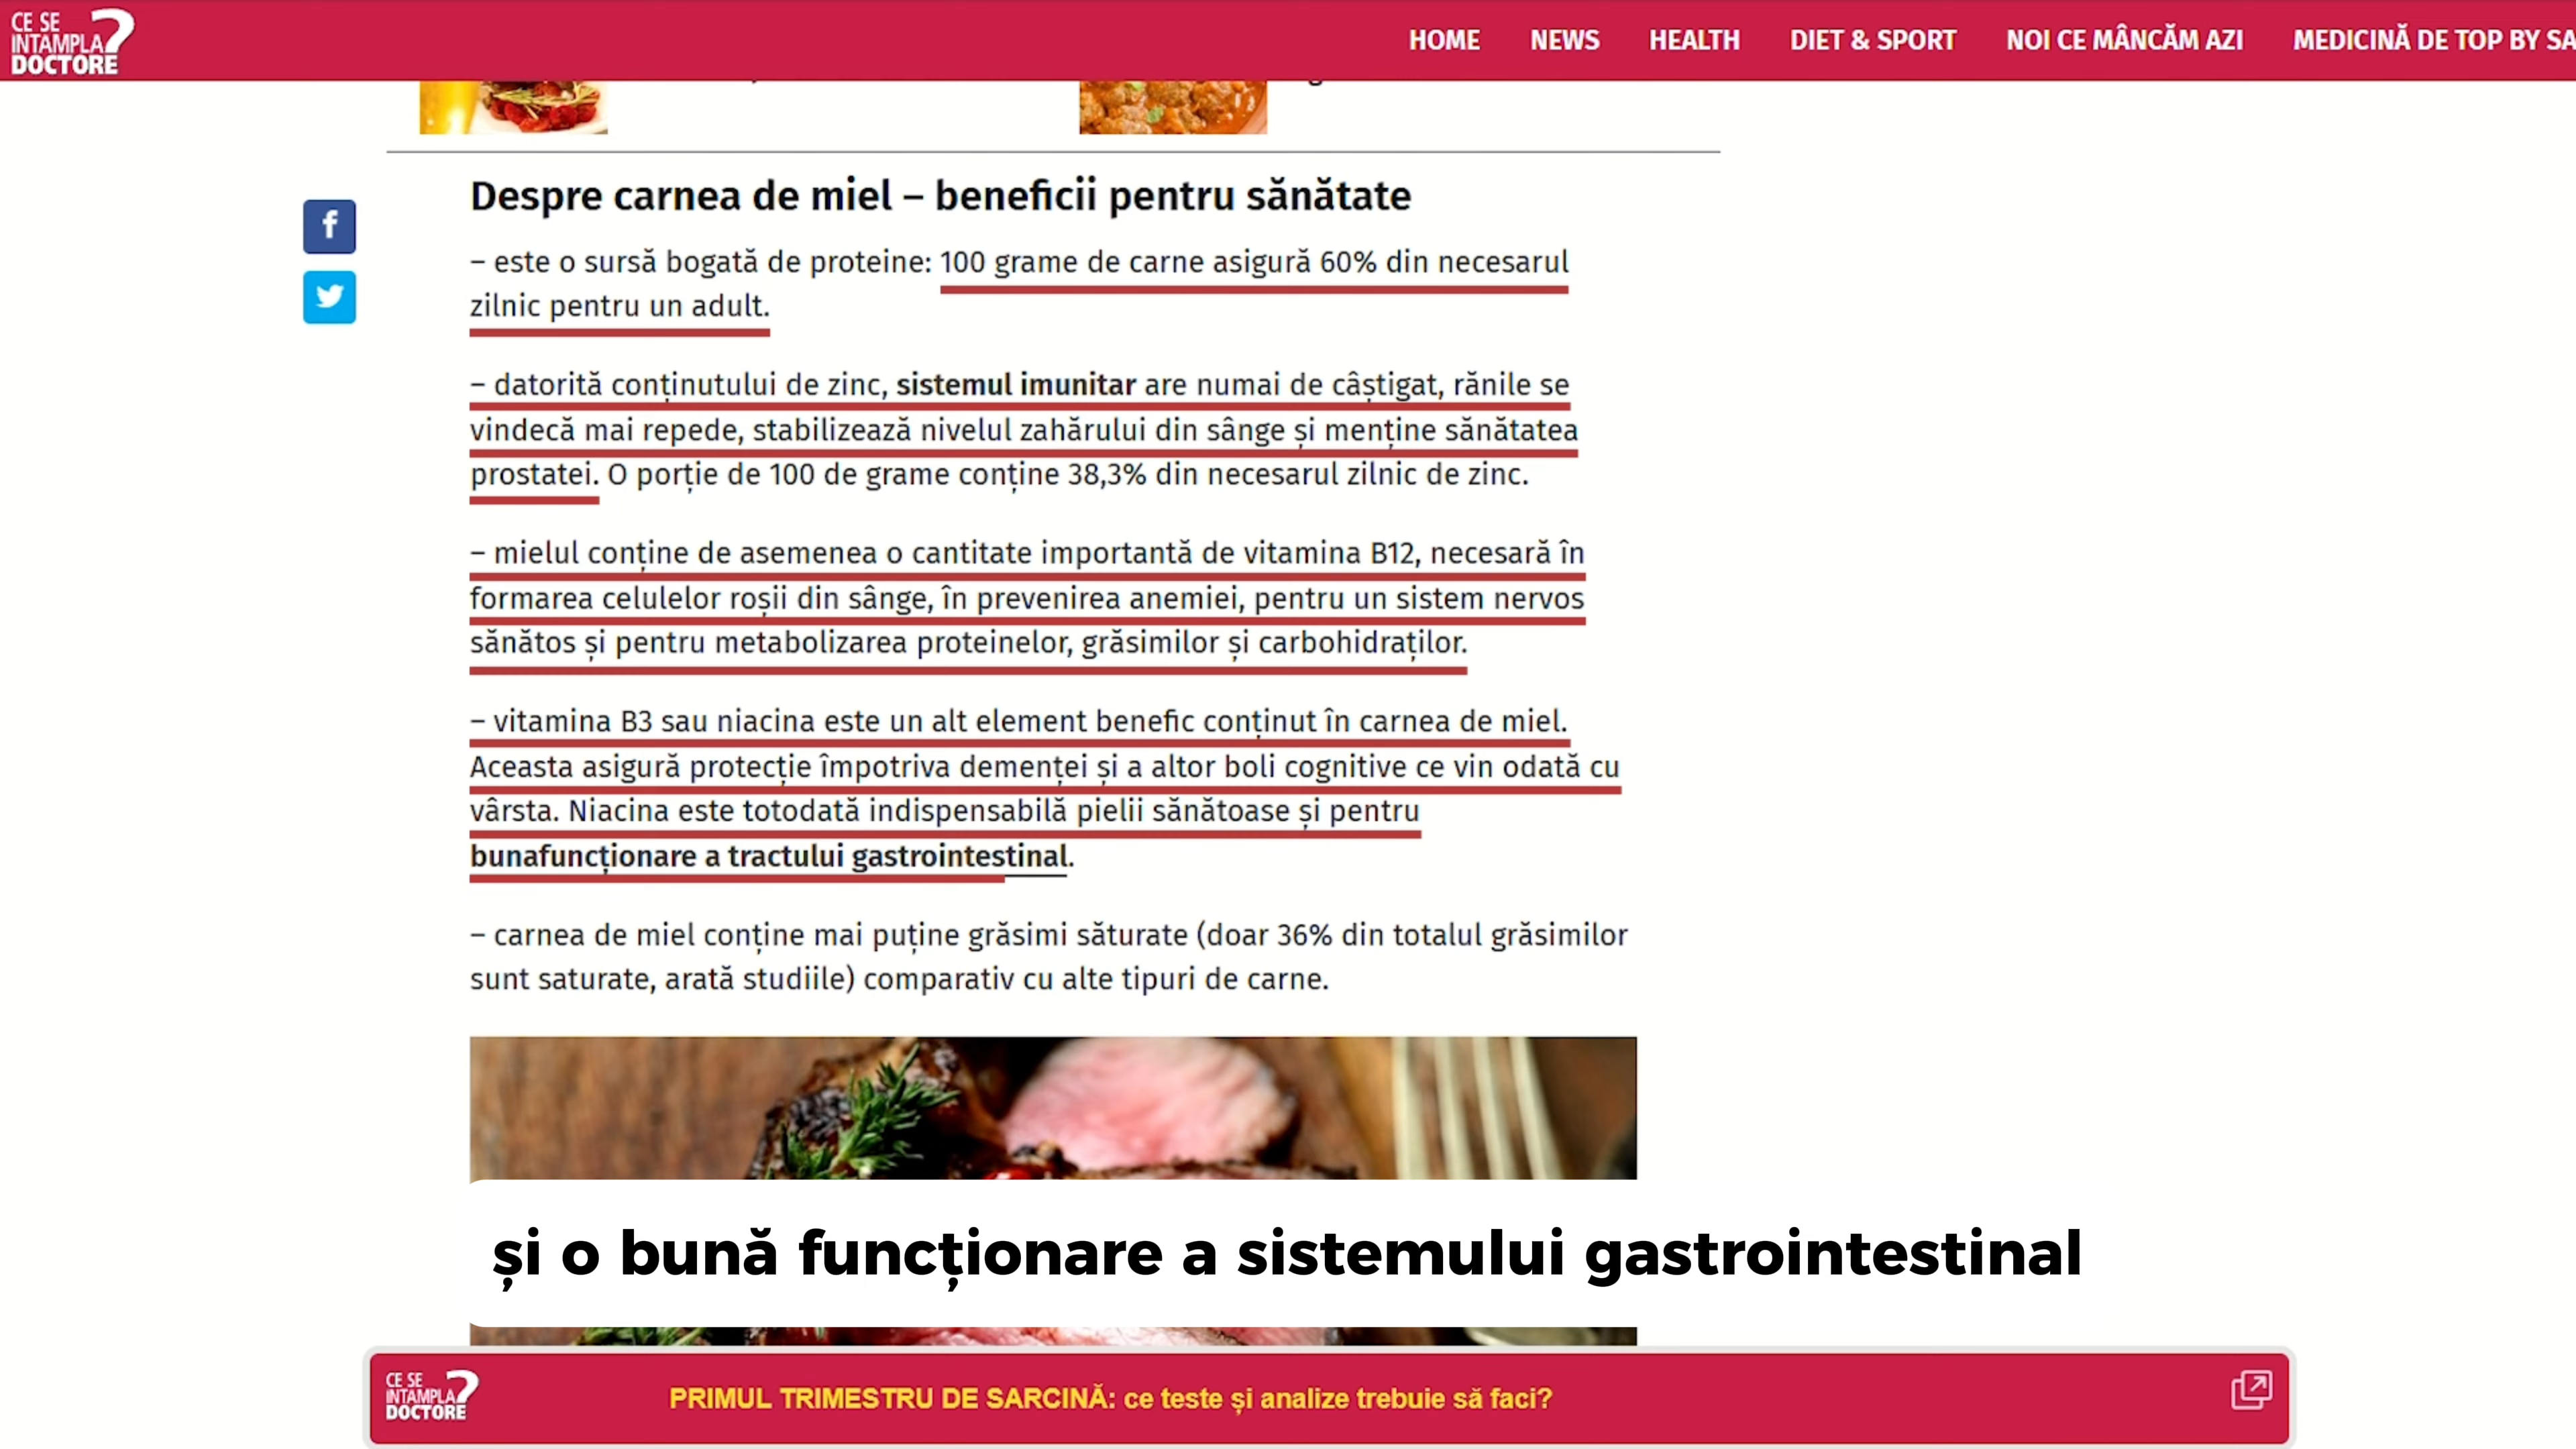 CE SE
INTAMPLA
DOCTORE?
HOME NEWS HEALTH DIET & SPORT NOI CE MÂNCĂM AZI MEDICINĂ DE TOP BY SA
Despre carnea de miel – beneficii pentru sănătate
– este o sursă bogată de proteine: 100 grame de carne asigură 60% din necesarul
zilnic pentru un adult.
– datorită conținutului de zinc, sistemul imunitar are numai de câștigat, rănile se
vindecă mai repede, stabilizează nivelul zahărului din sânge și menține sănătatea
prostatei. O porție de 100 de grame conține 38,3% din necesarul zilnic de zinc.
– mielul conține de asemenea o cantitate importantă de vitamina B12, necesară în
formarea celulelor roșii din sânge, în prevenirea anemiei, pentru un sistem nervos
sănătos și pentru metabolizarea proteinelor, grăsimilor și carbohidraților.
– vitamina B3 sau niacina este un alt element benefic conținut în carnea de miel.
Aceasta asigură protecție împotriva demenței și a altor boli cognitive ce vin odată cu
vârsta. Niacina este totodată indispensabilă pielii sănătoase și pentru
bunafuncționare a tractului gastrointestinal.
– carnea de miel conține mai puține grăsimi săturate (doar 36% din totalul grăsimilor
sunt saturate, arată studiile) comparativ cu alte tipuri de carne.
și o bună funcționare a sistemului gastrointestinal
CE SE
INTAMPLA
DOCTORE?
PRIMUL TRIMESTRU DE SARCINĂ: ce teste și analize trebuie să faci?